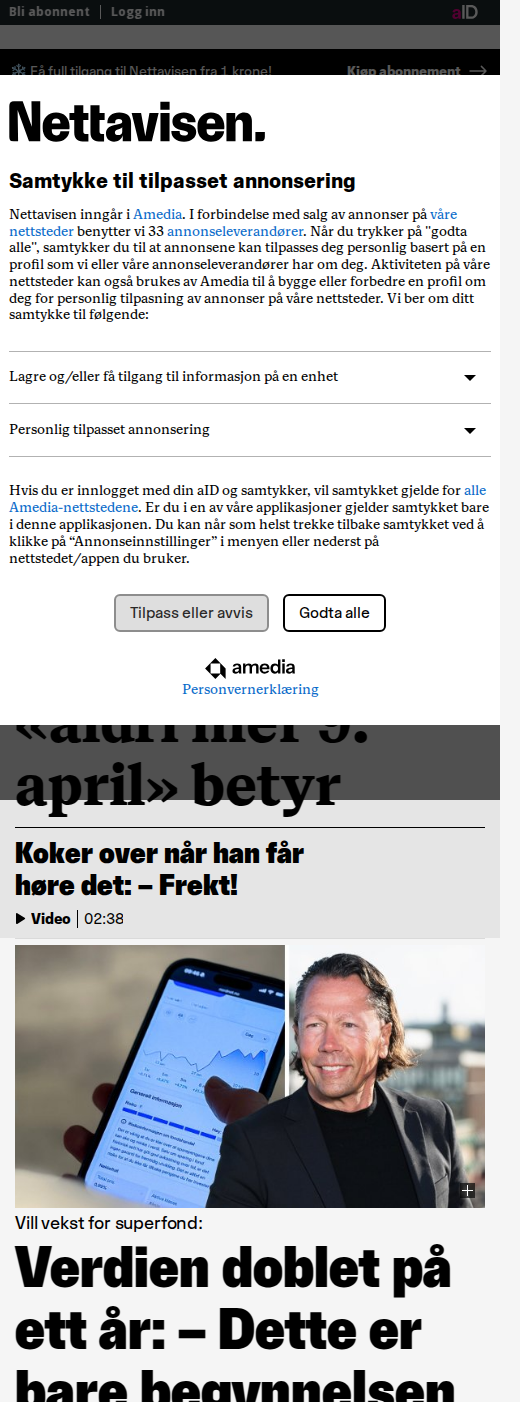 Bli abonnent | Logg inn aID
Få full tilgang til Nettavisen fra 1 krone! Kjøp abonnement
Nettavisen.
Samtykke til tilpasset annonsering
Nettavisen inngår i Amedia. I forbindelse med salg av annonser på våre
nettsteder benytter vi 33 annonseleverandører. Når du trykker på "godta
alle", samtykker du til at annonsene kan tilpasses deg personlig basert på en
profil som vi eller våre annonseleverandører har om deg. Aktiviteten på våre
nettsteder kan også brukes av Amedia til å bygge eller forbedre en profil om
deg for personlig tilpasning av annonser på våre nettsteder. Vi ber om ditt
samtykke til følgende:
Lagre og/eller få tilgang til informasjon på en enhet
Personlig tilpasset annonsering
Hvis du er innlogget med din aID og samtykker, vil samtykket gjelde for alle
Amedia-nettstedene. Er du i en av våre applikasjoner gjelder samtykket bare
i denne applikasjonen. Du kan når som helst trekke tilbake samtykket ved å
klikke på “Annonseinnstillinger” i menyen eller nederst på
nettstedet/appen du bruker.
Tilpass eller avvis Godta alle
amedia
Personvernerklæring
«aldri mer 9.
april» betyr
Koker over når han får
høre det: – Frekt!
Video | 02:38
Generell informasjon
Vill vekst for superfond:
Verdien doblet på
ett år: – Dette er
bare begynnelsen